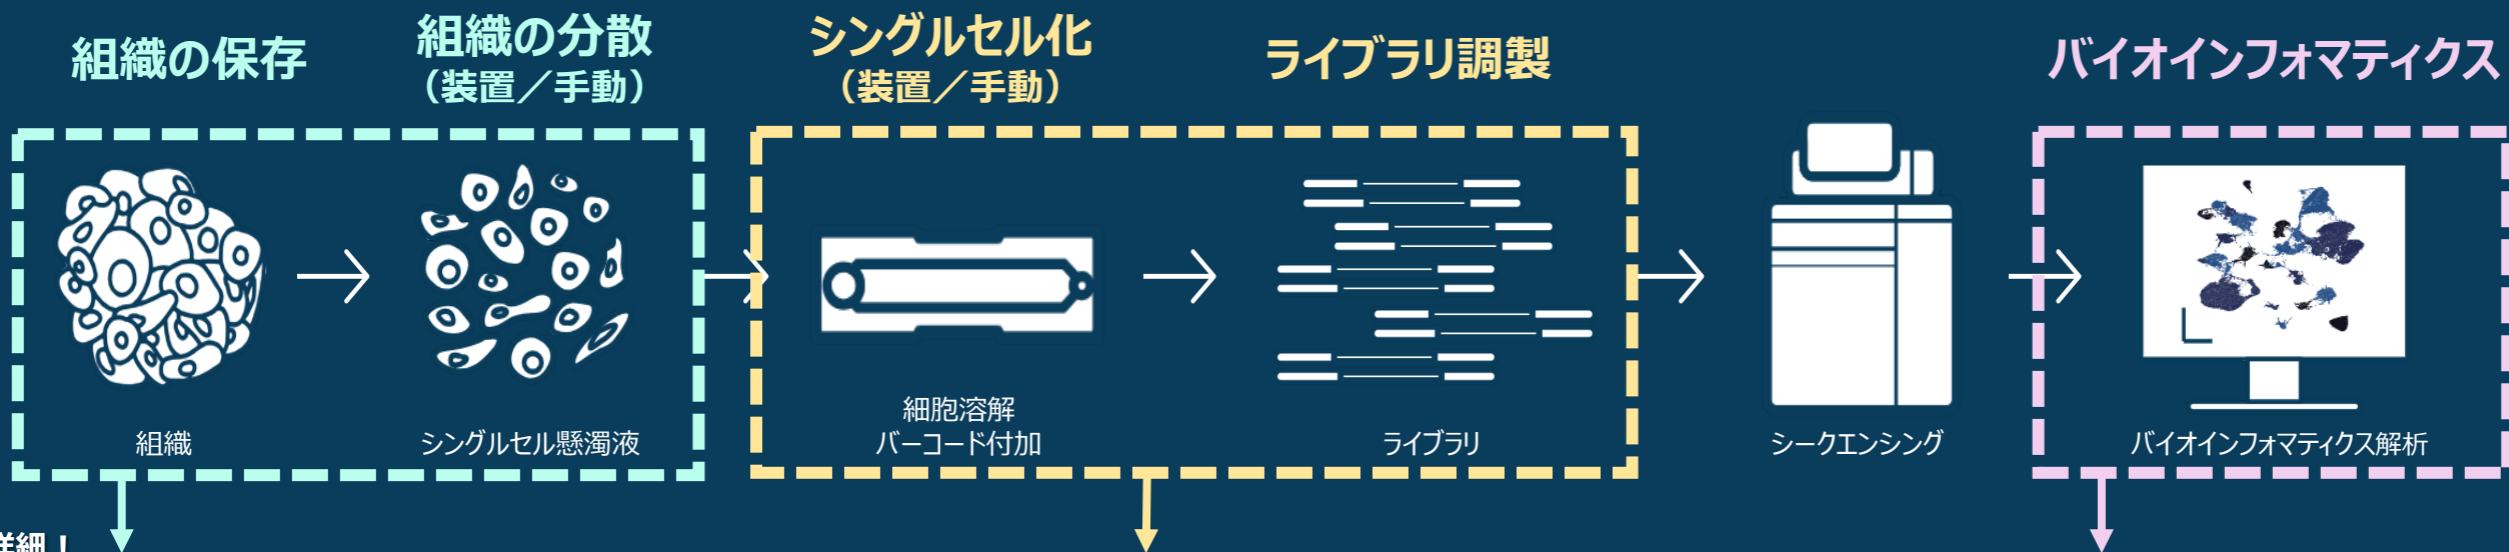 組織の保存
組織の分散
（装置／手動）
シングルセル化
（装置／手動）
ライブラリ調製
バイオインフォマティクス
組織
シングルセル懸濁液
細胞溶解
バーコード付加
ライブラリ
シークエンシング
バイオインフォマティクス解析
詳細！